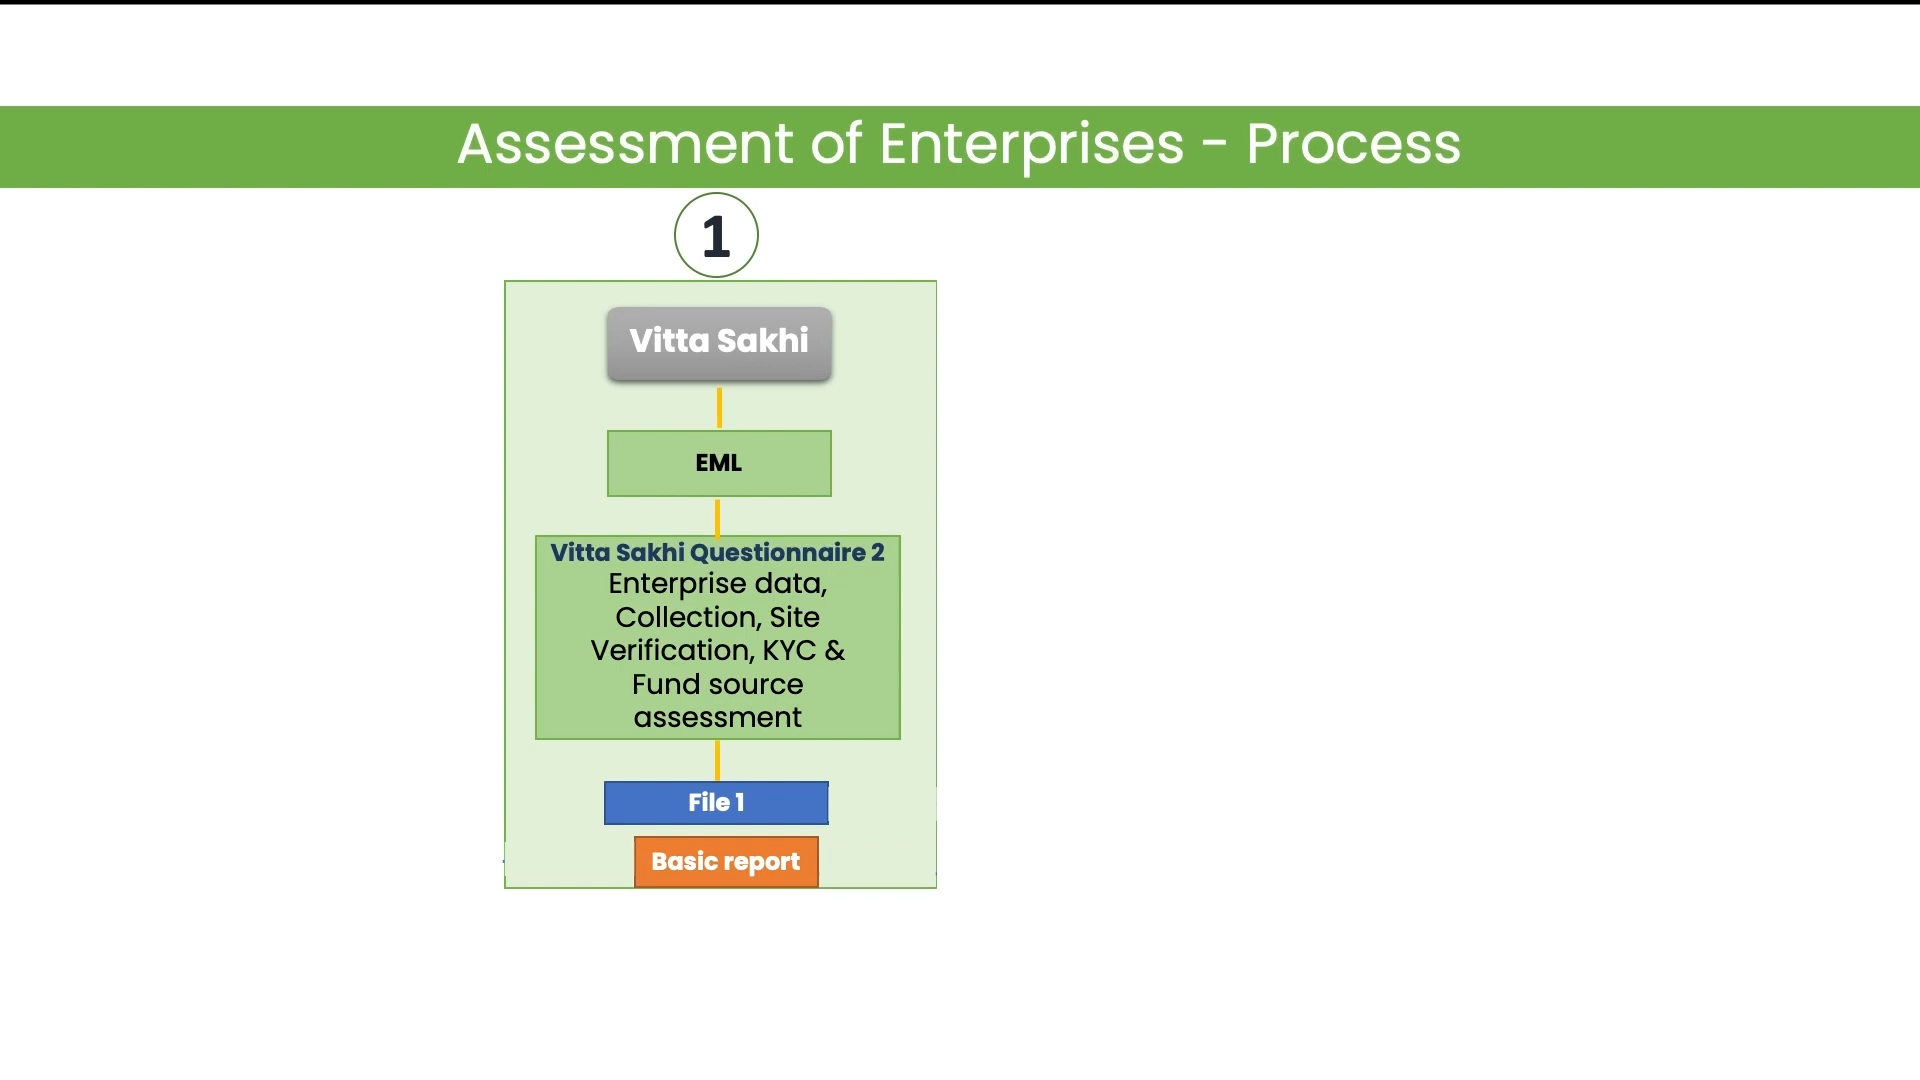 Assessment of Enterprises - Process
1
Vitta Sakhi
EML
Vitta Sakhi Questionnaire 2
Enterprise data,
Collection, Site
Verification, KYC &
Fund source
assessment
File 1
Basic report